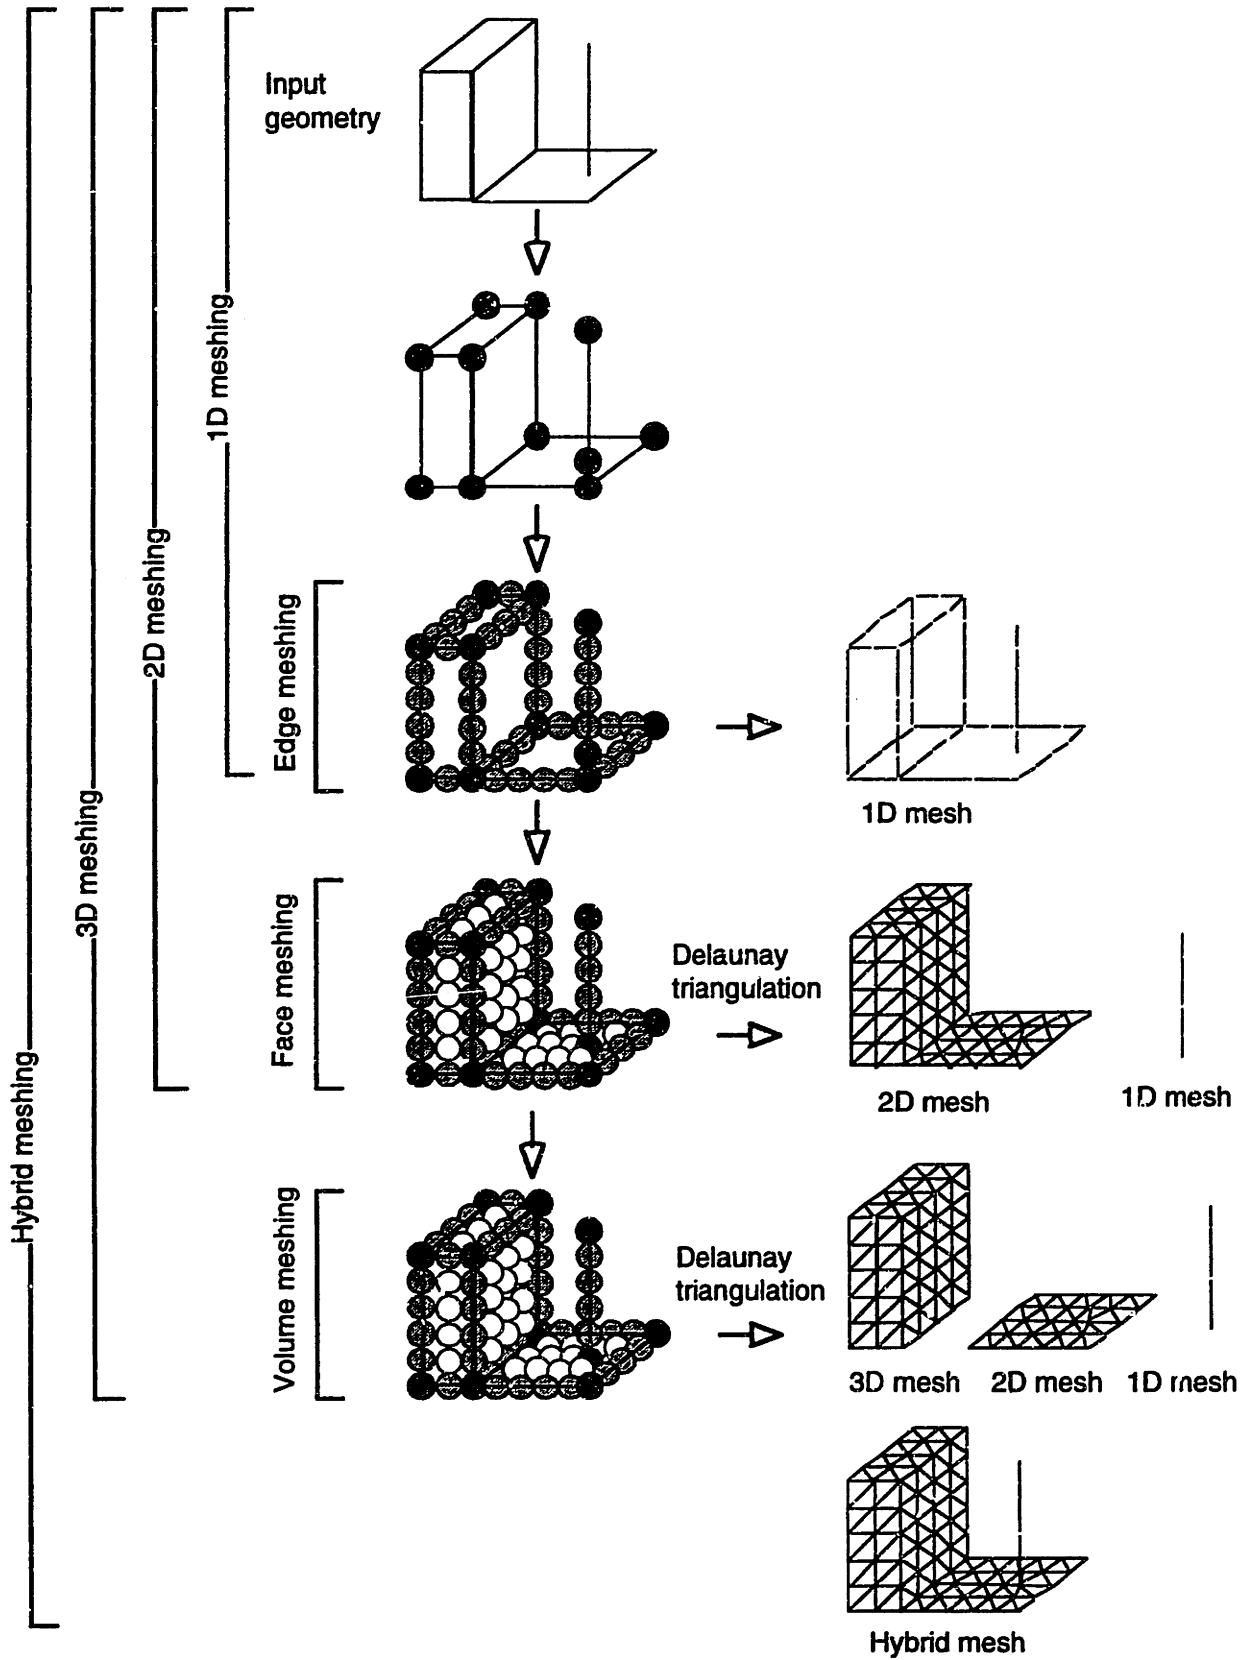 Input
geometry
1D meshing
2D meshing
3D meshing
Hybrid meshing
Edge meshing
1D mesh
Face meshing
Delaunay
triangulation
2D mesh
1D mesh
Volume meshing
Delaunay
triangulation
3D mesh
2D mesh
1D mesh
Hybrid mesh